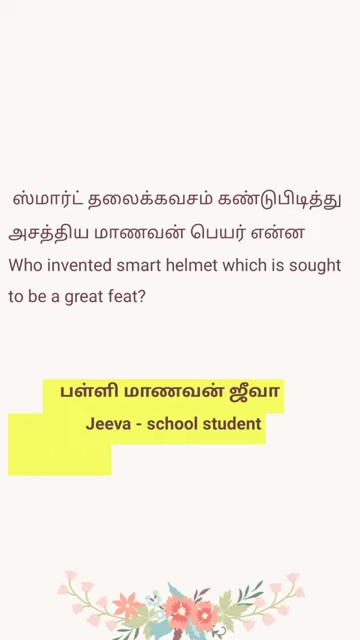 ஸ்மார்ட் தலைக்கவசம் கண்டுபிடித்து
அசத்திய மாணவன் பெயர் என்ன
Who invented smart helmet which is sought
to be a great feat?
பள்ளி மாணவன் ஜீவா
Jeeva - school student